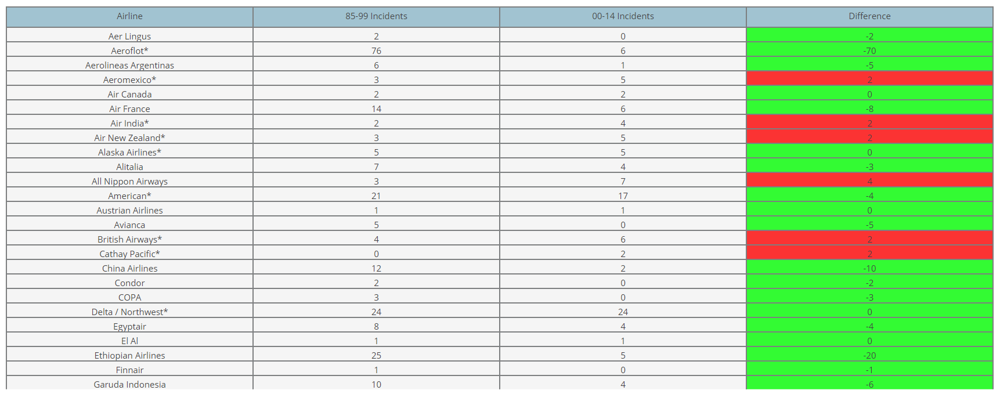 Airline 85-99 Incidents 00-14 Incidents Difference
Aer Lingus 2 0 -2
Aeroflot* 76 6 -70
Aerolineas Argentinas 6 1 -5
Aeromexico* 3 5 2
Air Canada 2 2 0
Air France 14 6 -8
Air India* 2 4 2
Air New Zealand* 3 5 2
Alaska Airlines* 5 5 0
Alitalia 7 4 -3
All Nippon Airways 3 7 4
American* 21 17 -4
Austrian Airlines 1 1 0
Avianca 5 0 -5
British Airways* 4 6 2
Cathay Pacific* 0 2 2
China Airlines 12 2 -10
Condor 2 0 -2
COPA 3 0 -3
Delta / Northwest* 24 24 0
Egyptair 8 4 -4
El Al 1 1 0
Ethiopian Airlines 25 5 -20
Finnair 1 0 -1
Garuda Indonesia 10 4 -6